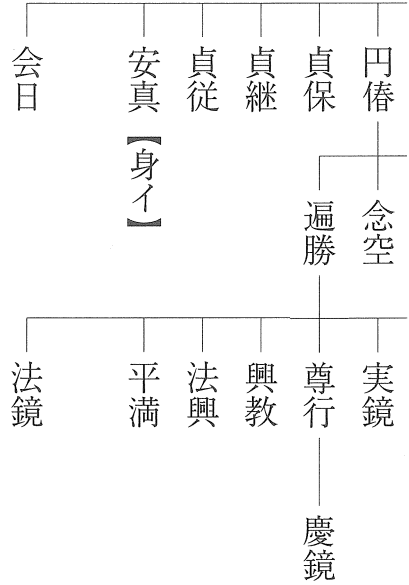 円偆
貞保
貞継
貞従
安真【身イ】
会日
念空
遍勝
実鏡
尊行
興教
法興
平満
法鏡
慶鏡